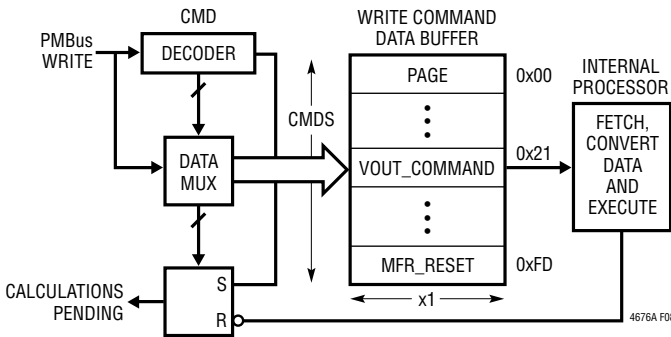 CMD
PMBus
WRITE
DECODER
DATA
MUX
CMDS
S
R
CALCULATIONS
PENDING
WRITE COMMAND
DATA BUFFER
PAGE
0x00
VOUT_COMMAND
0x21
MFR_RESET
0xFD
x1
INTERNAL
PROCESSOR
FETCH,
CONVERT
DATA
AND
EXECUTE